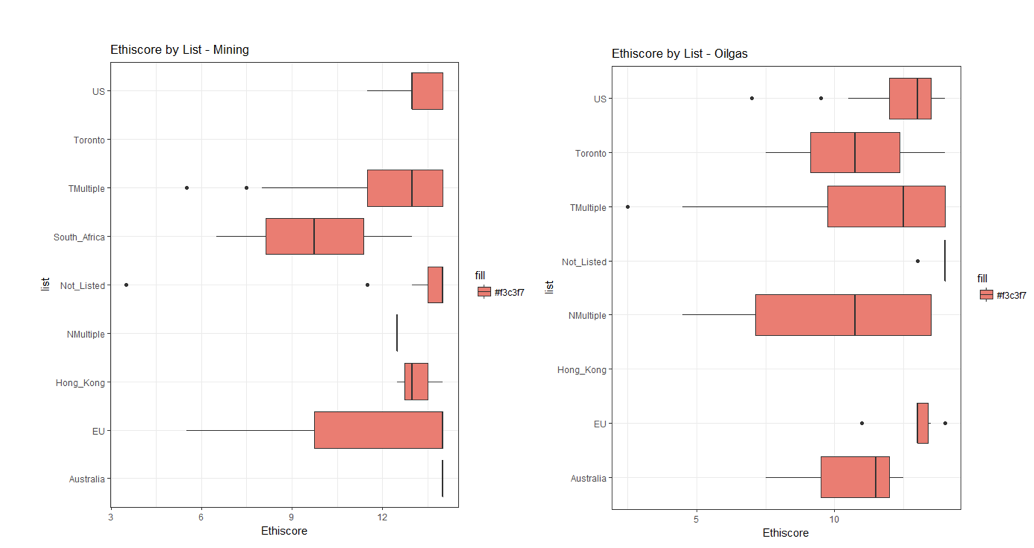 Ethiscore by List - Mining
US
Toronto
TMultiple
South_Africa
Not_Listed
NMultiple
Hong_Kong
EU
Australia
list
3 6 9 12
Ethiscore
fill
#f3c3f7
Ethiscore by List - Oilgas
US
Toronto
TMultiple
Not_Listed
NMultiple
Hong_Kong
EU
Australia
list
5 10
Ethiscore
fill
#f3c3f7